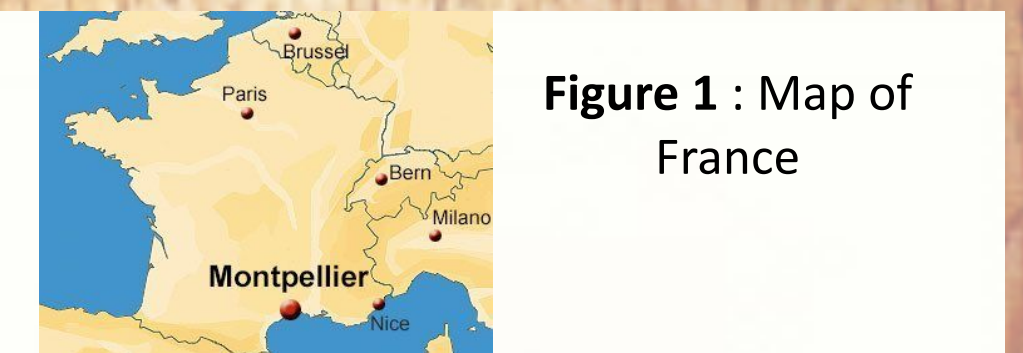 Brussel
Paris
Figure 1 : Map of
France
Bern
Milano
Montpellier
Nice